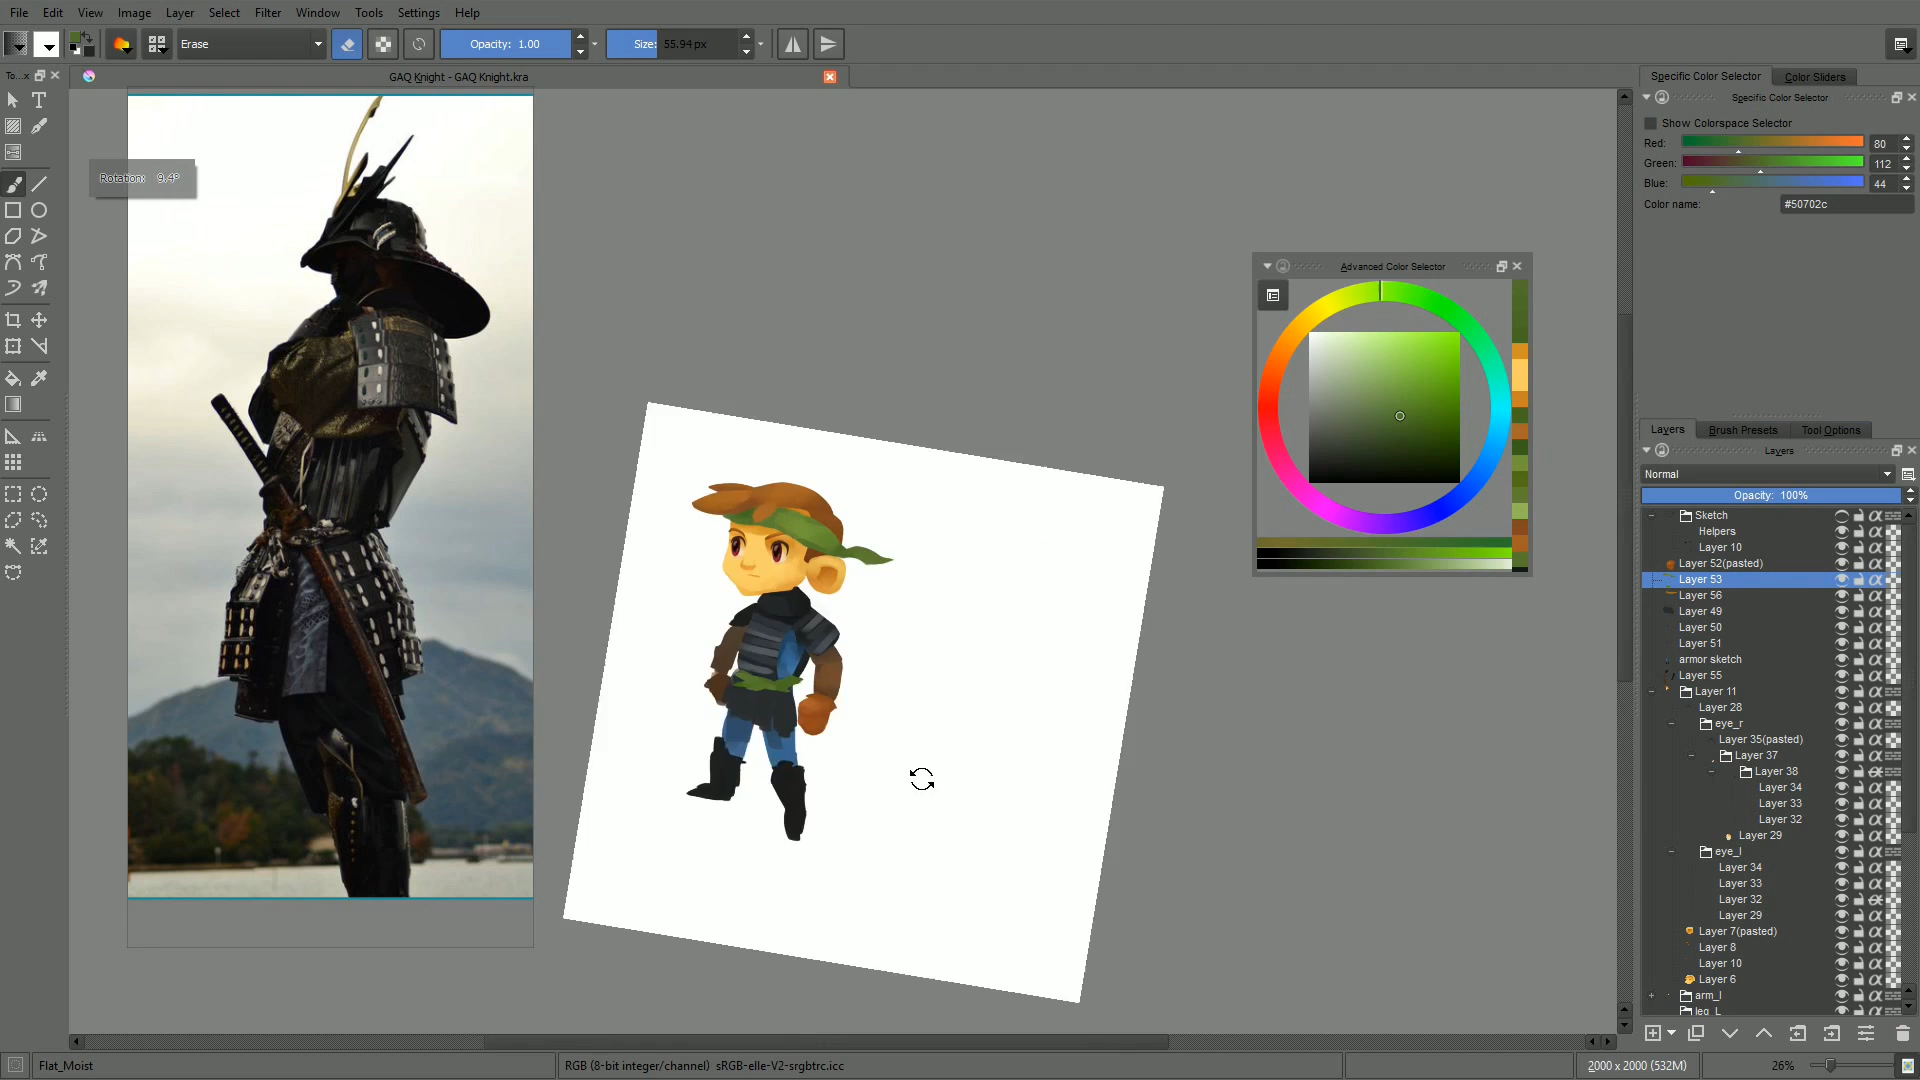 File Edit View Image Layer Select Filter Window Tools Settings Help
Erase Opacity: 1.00 Size: 55.94 px
To...x GAQ Knight - GAQ Knight.kra
Rotation: 9.4°
Specific Color Selector Color Sliders
Specific Color Selector
Show Colorspace Selector
Red: 80
Green: 112
Blue: 44
Color name: #50702c
Advanced Color Selector
Layers Brush Presets Tool Options
Layers
Normal
Opacity: 100%
Sketch
Helpers
Layer 10
Layer 52(pasted)
Layer 53
Layer 56
Layer 49
Layer 50
Layer 51
armor sketch
Layer 55
Layer 11
Layer 28
eye_r
Layer 35(pasted)
Layer 37
Layer 38
Layer 34
Layer 33
Layer 32
Layer 29
eye_l
Layer 34
Layer 33
Layer 32
Layer 29
Layer 7(pasted)
Layer 8
Layer 10
Layer 6
arm_l
leg_L
Flat_Moist RGB (8-bit integer/channel) sRGB-elle-V2-srgbtrc.icc 2000 x 2000 (532M) 26%